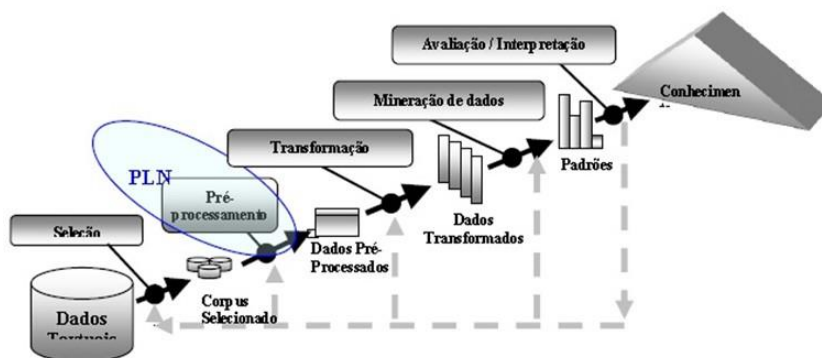 Avaliação / Interpretação
Mineração de dados
Conhecimen
Transformação
Padrões
PLN
Pré-
processamento
Dados
Transformados
Seleção
Dados Pré-
Processados
Corpus
Selecionado
Dados